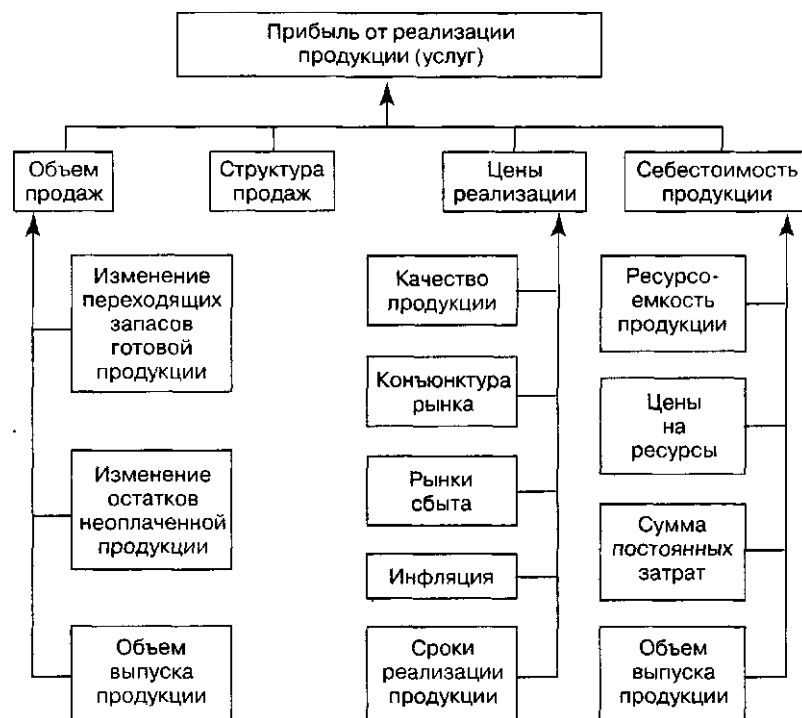 Прибыль от реализации
продукции (услуг)
Объем
продаж
Структура
продаж
Цены
реализации
Себестоимость
продукции
Изменение
переходящих
запасов
готовой
продукции
Изменение
остатков
неоплаченной
продукции
Объем
выпуска
продукции
Качество
продукции
Конъюнктура
рынка
Рынки
сбыта
Инфляция
Сроки
реализации
продукции
Ресурсо-
емкость
продукции
Цены
на
ресурсы
Сумма
постоянных
затрат
Объем
выпуска
продукции